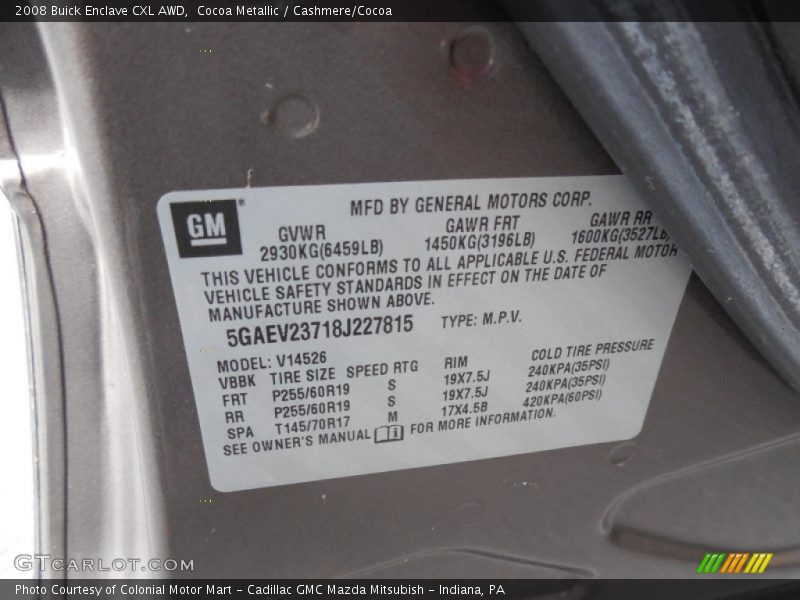 2008 Buick Enclave CXL AWD, Cocoa Metallic / Cashmere/Cocoa
GM®
MFD BY GENERAL MOTORS CORP.
GVWR GAWR FRT GAWR RR
2930KG(6459LB) 1450KG(3196LB) 1600KG(3527LB)
THIS VEHICLE CONFORMS TO ALL APPLICABLE U.S. FEDERAL MOTOR
VEHICLE SAFETY STANDARDS IN EFFECT ON THE DATE OF
MANUFACTURE SHOWN ABOVE.
5GAEV23718J227815 TYPE: M.P.V.
MODEL: V14526
VBBK TIRE SIZE SPEED RTG RIM COLD TIRE PRESSURE
FRT P255/60R19 S 19X7.5J 240KPA(35PSI)
RR P255/60R19 S 19X7.5J 240KPA(35PSI)
SPA T145/70R17 M 17X4.5B 420KPA(60PSI)
SEE OWNER'S MANUAL i FOR MORE INFORMATION.
GTCARLOT.COM
Photo Courtesy of Colonial Motor Mart - Cadillac GMC Mazda Mitsubish - Indiana, PA